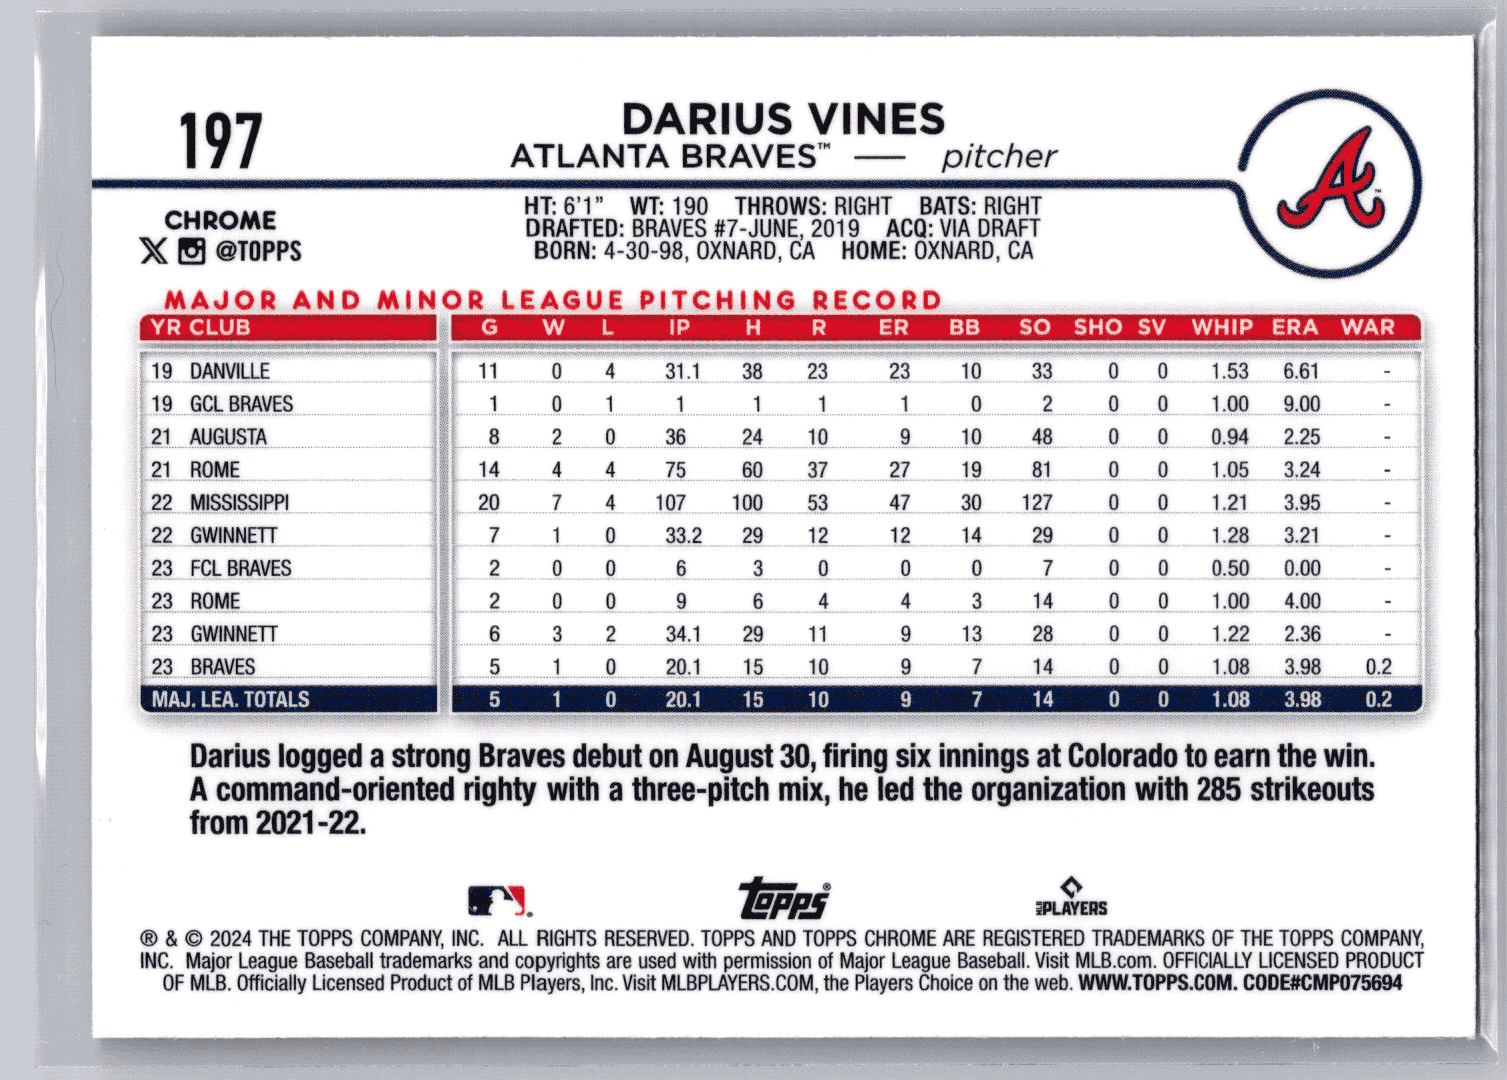 197
DARIUS VINES
ATLANTA BRAVES™ — pitcher
A™
CHROME
@TOPPS
HT: 6'1" WT: 190 THROWS: RIGHT BATS: RIGHT
DRAFTED: BRAVES #7-JUNE, 2019 ACQ: VIA DRAFT
BORN: 4-30-98, OXNARD, CA HOME: OXNARD, CA
MAJOR AND MINOR LEAGUE PITCHING RECORD
YR CLUB G W L IP H R ER BB SO SHO SV WHIP ERA WAR
19 DANVILLE 11 0 4 31.1 38 23 23 10 33 0 0 1.53 6.61 -
19 GCL BRAVES 1 0 1 1 1 1 1 0 2 0 0 1.00 9.00 -
21 AUGUSTA 8 2 0 36 24 10 9 10 48 0 0 0.94 2.25 -
21 ROME 14 4 4 75 60 37 27 19 81 0 0 1.05 3.24 -
22 MISSISSIPPI 20 7 4 107 100 53 47 30 127 0 0 1.21 3.95 -
22 GWINNETT 7 1 0 33.2 29 12 12 14 29 0 0 1.28 3.21 -
23 FCL BRAVES 2 0 0 6 3 0 0 0 7 0 0 0.50 0.00 -
23 ROME 2 0 0 9 6 4 4 3 14 0 0 1.00 4.00 -
23 GWINNETT 6 3 2 34.1 29 11 9 13 28 0 0 1.22 2.36 -
23 BRAVES 5 1 0 20.1 15 10 9 7 14 0 0 1.08 3.98 0.2
MAJ. LEA. TOTALS 5 1 0 20.1 15 10 9 7 14 0 0 1.08 3.98 0.2
Darius logged a strong Braves debut on August 30, firing six innings at Colorado to earn the win.
A command-oriented righty with a three-pitch mix, he led the organization with 285 strikeouts
from 2021-22.
topps® MLB PLAYERS
® & © 2024 THE TOPPS COMPANY, INC. ALL RIGHTS RESERVED. TOPPS AND TOPPS CHROME ARE REGISTERED TRADEMARKS OF THE TOPPS COMPANY,
INC. Major League Baseball trademarks and copyrights are used with permission of Major League Baseball. Visit MLB.com. OFFICIALLY LICENSED PRODUCT
OF MLB. Officially Licensed Product of MLB Players, Inc. Visit MLBPLAYERS.COM, the Players Choice on the web. WWW.TOPPS.COM. CODE#CMP075694